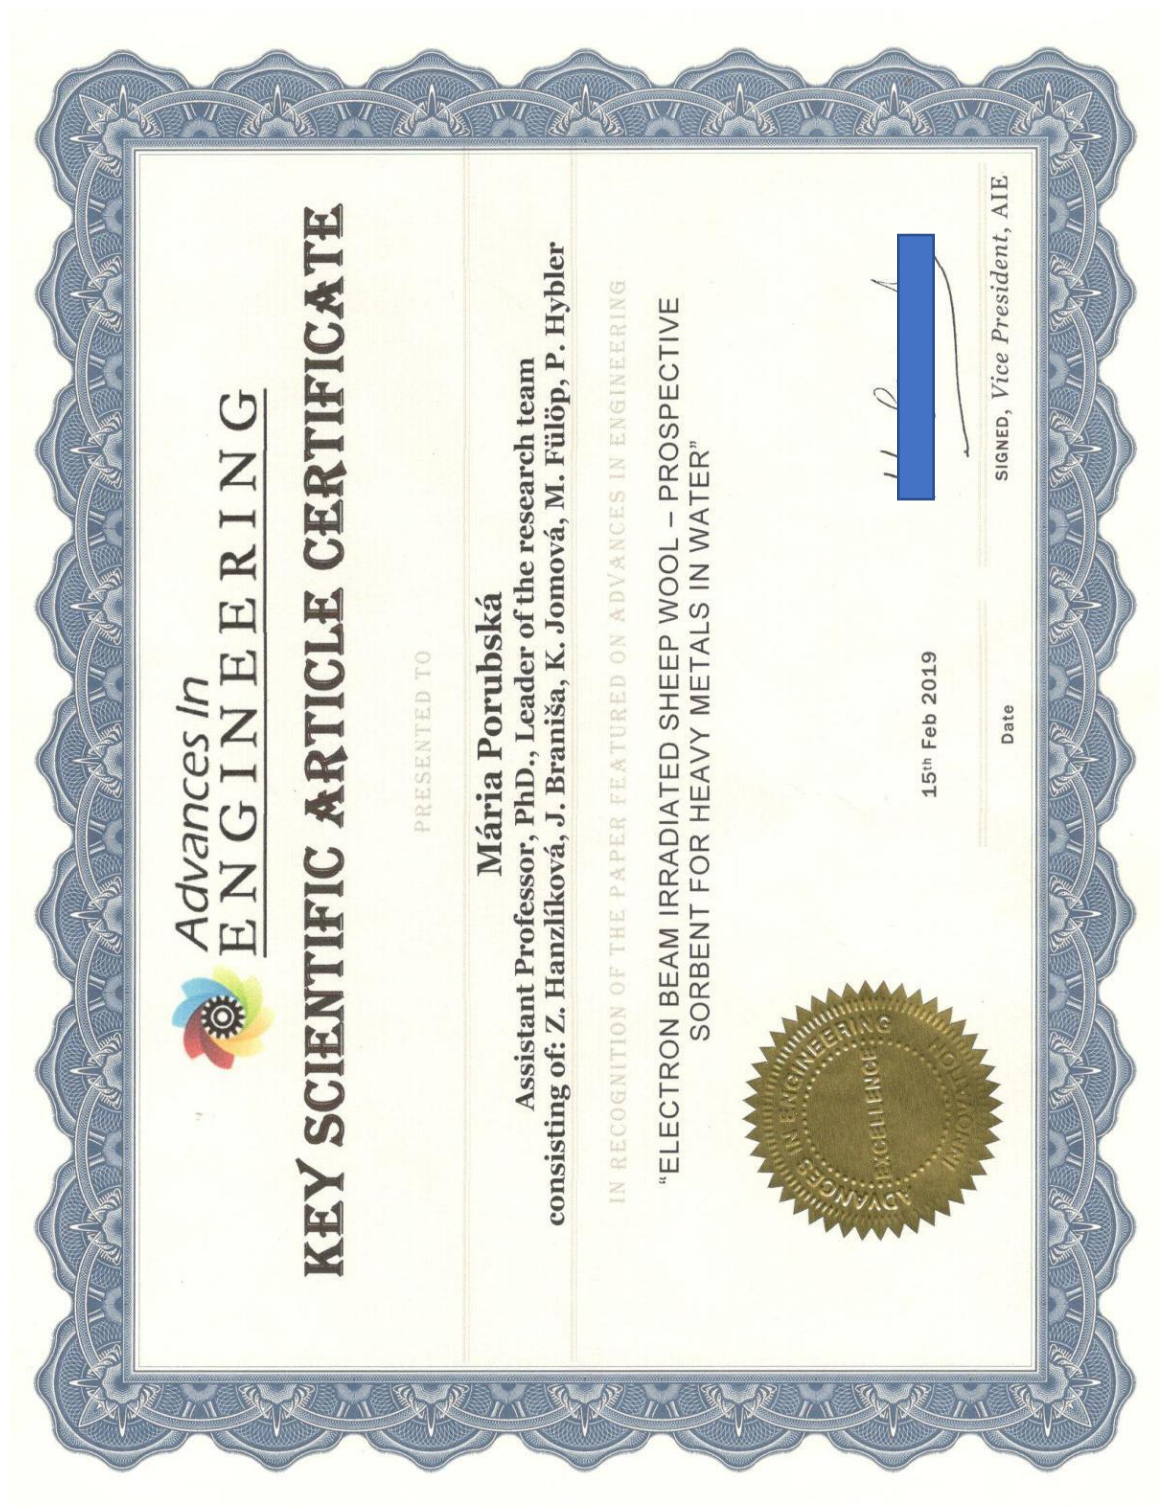 Advances In
ENGINEERING
KEY SCIENTIFIC ARTICLE CERTIFICATE
PRESENTED TO
Mária Porubská
Assistant Professor, PhD., Leader of the research team
consisting of: Z. Hanzlíková, J. Braniša, K. Jomová, M. Fülöp, P. Hybler
IN RECOGNITION OF THE PAPER FEATURED ON ADVANCES IN ENGINEERING
“ELECTRON BEAM IRRADIATED SHEEP WOOL – PROSPECTIVE
SORBENT FOR HEAVY METALS IN WATER”
ADVANCES IN ENGINEERING
EXCELLENCE
INNOVATION
15th Feb 2019
Date
SIGNED, Vice President, AIE